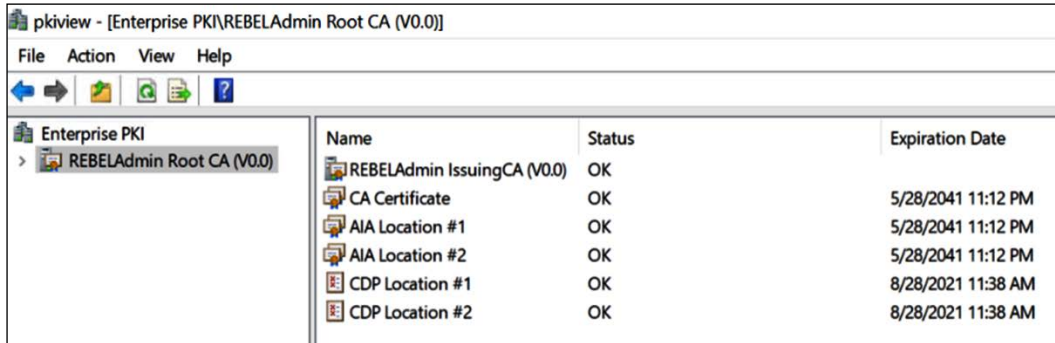 pkiview - [Enterprise PKI\REBELAdmin Root CA (V0.0)]
File Action View Help
Enterprise PKI
REBELAdmin Root CA (V0.0)
Name Status Expiration Date
REBELAdmin IssuingCA (V0.0) OK
CA Certificate OK 5/28/2041 11:12 PM
AIA Location #1 OK 5/28/2041 11:12 PM
AIA Location #2 OK 5/28/2041 11:12 PM
CDP Location #1 OK 8/28/2021 11:38 AM
CDP Location #2 OK 8/28/2021 11:38 AM